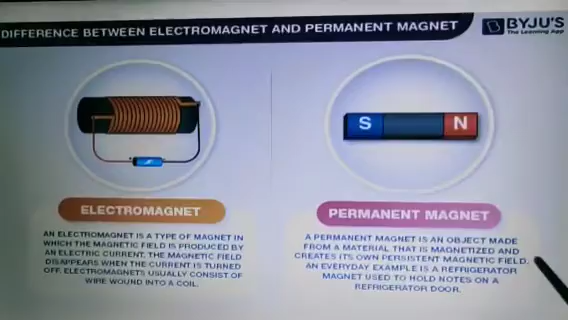 DIFFERENCE BETWEEN ELECTROMAGNET AND PERMANENT MAGNET
BYJU'S
The Learning App
S
N
ELECTROMAGNET
AN ELECTROMAGNET IS A TYPE OF MAGNET IN
WHICH THE MAGNETIC FIELD IS PRODUCED BY
AN ELECTRIC CURRENT. THE MAGNETIC FIELD
DISAPPEARS WHEN THE CURRENT IS TURNED
OFF. ELECTROMAGNETS USUALLY CONSIST OF
WIRE WOUND INTO A COIL.
PERMANENT MAGNET
A PERMANENT MAGNET IS AN OBJECT MADE
FROM A MATERIAL THAT IS MAGNETIZED AND
CREATES ITS OWN PERSISTENT MAGNETIC FIELD.
AN EVERYDAY EXAMPLE IS A REFRIGERATOR
MAGNET USED TO HOLD NOTES ON A
REFRIGERATOR DOOR.